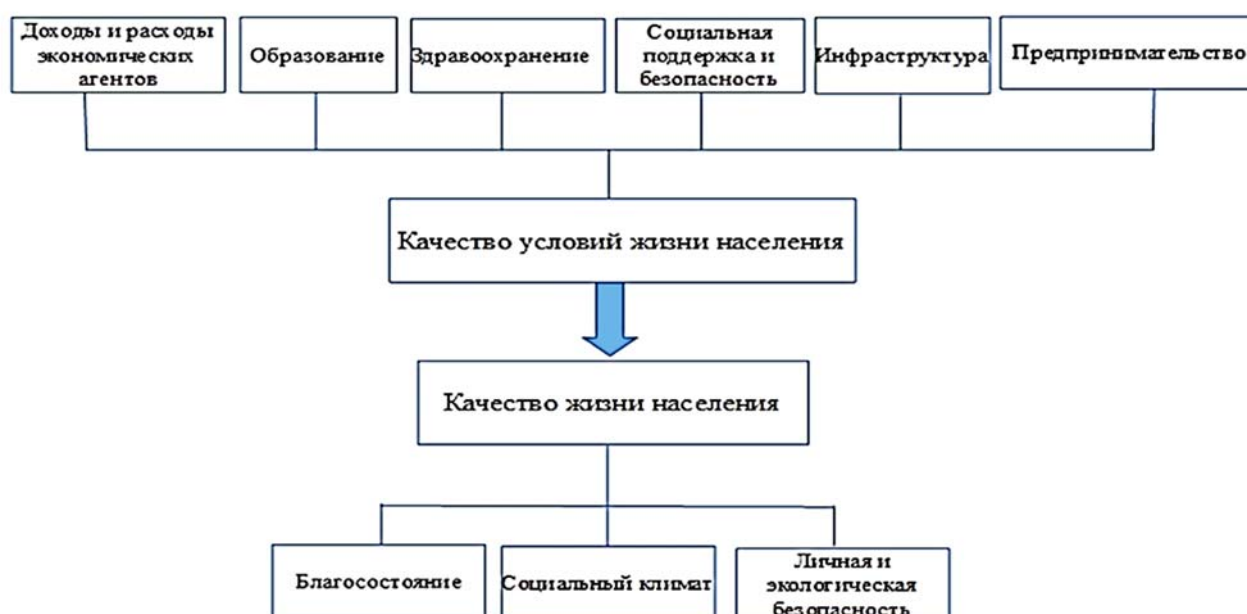 Доходы и расходы
экономических
агентов
Образование
Здравоохранение
Социальная
поддержка и
безопасность
Инфраструктура
Предпринимательство
Качество условий жизни населения
Качество жизни населения
Благосостояние
Социальный климат
Личная и
экологическая
безопасность